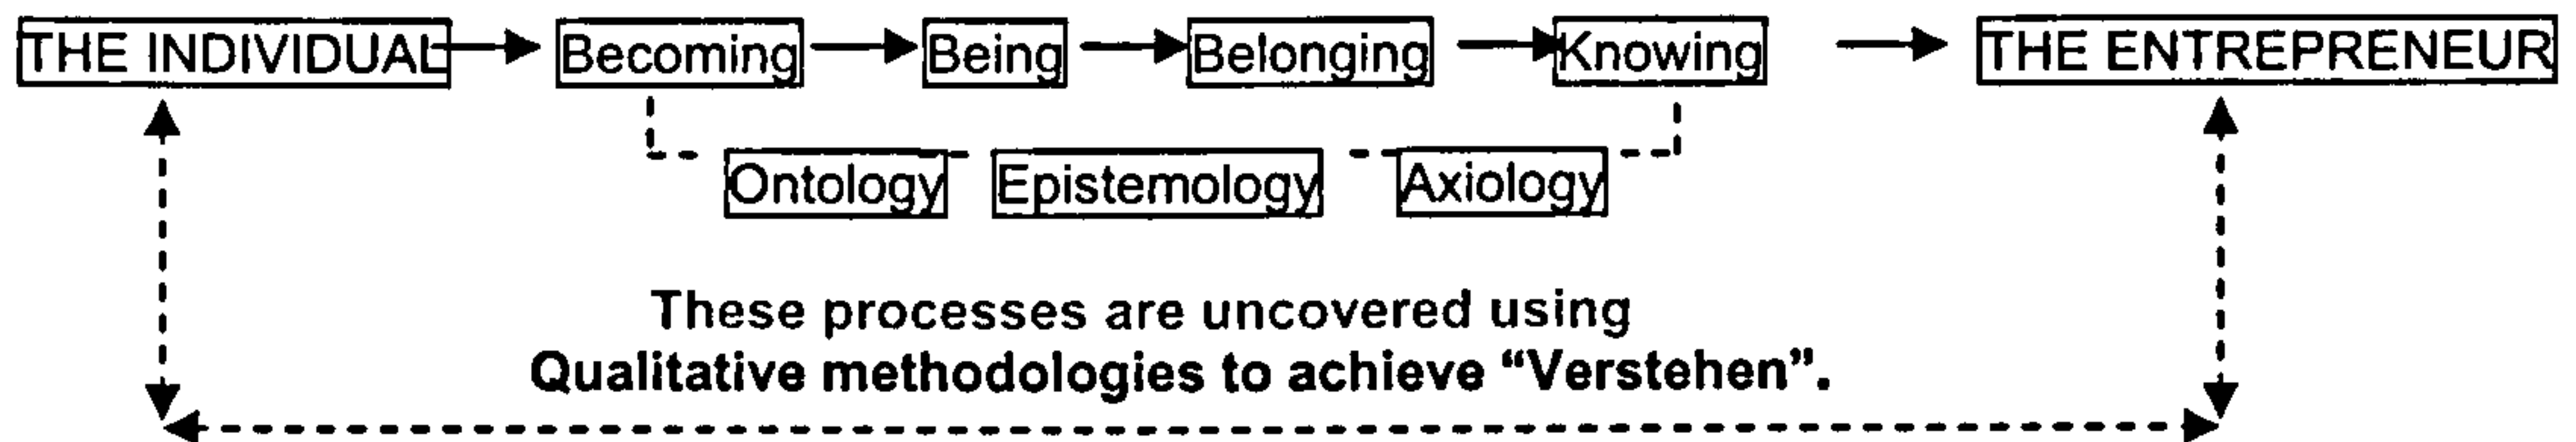 THE INDIVIDUAL Becoming Being Belonging Knowing THE ENTREPRENEUR
Ontology Epistemology Axiology
These processes are uncovered using
Qualitative methodologies to achieve “Verstehen”.